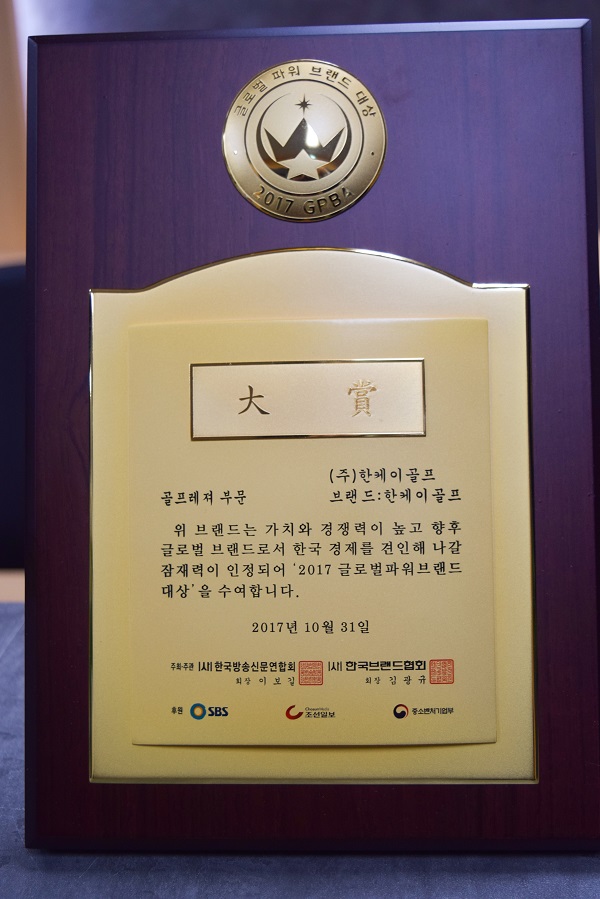 글로벌 파워 브랜드 대상
2017 GPBA
大 賞
(주)한케이골프
골프레져 부문 브랜드:한케이골프
위 브랜드는 가치와 경쟁력이 높고 향후
글로벌 브랜드로서 한국 경제를 견인해 나갈
잠재력이 인정되어 '2017 글로벌파워브랜드
대상'을 수여합니다.
2017년 10월 31일
주최·주관 (사)한국방송신문연합회 (사)한국브랜드협회
회장 이보길 회장 김광규
후원 SBS 조선일보 중소벤처기업부